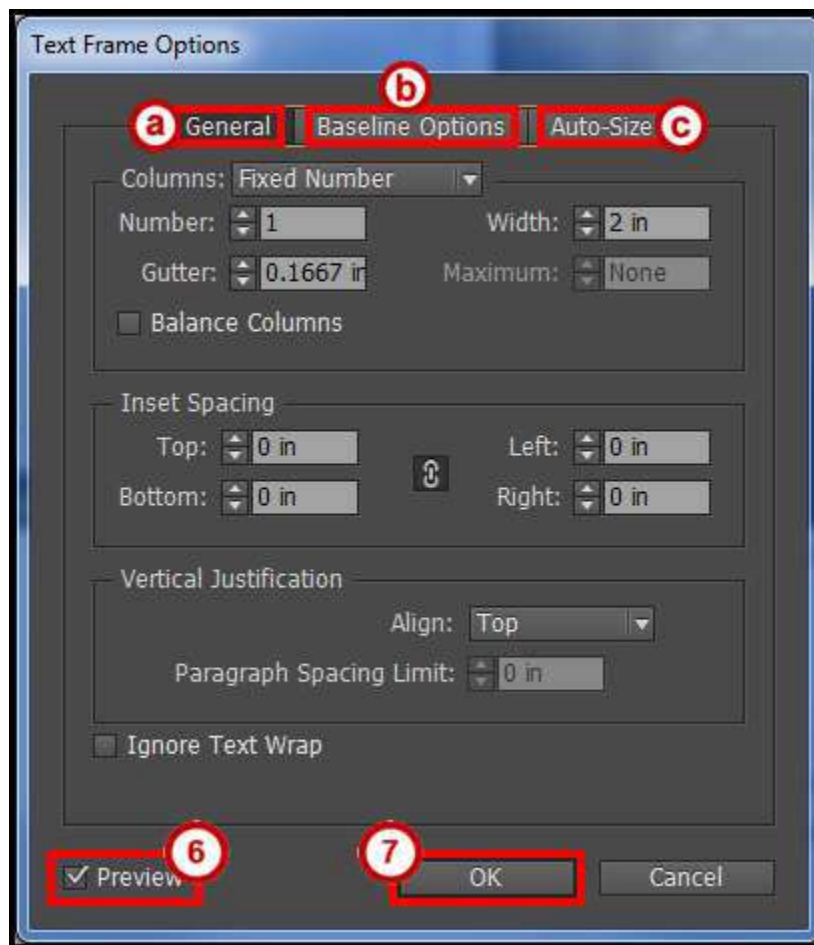 Text Frame Options
b
a General Baseline Options Auto-Size c
Columns: Fixed Number
Number: 1 Width: 2 in
Gutter: 0.1667 in Maximum: None
Balance Columns
Inset Spacing
Top: 0 in Left: 0 in
Bottom: 0 in Right: 0 in
Vertical Justification
Align: Top
Paragraph Spacing Limit: 0 in
Ignore Text Wrap
6 7
Preview OK Cancel